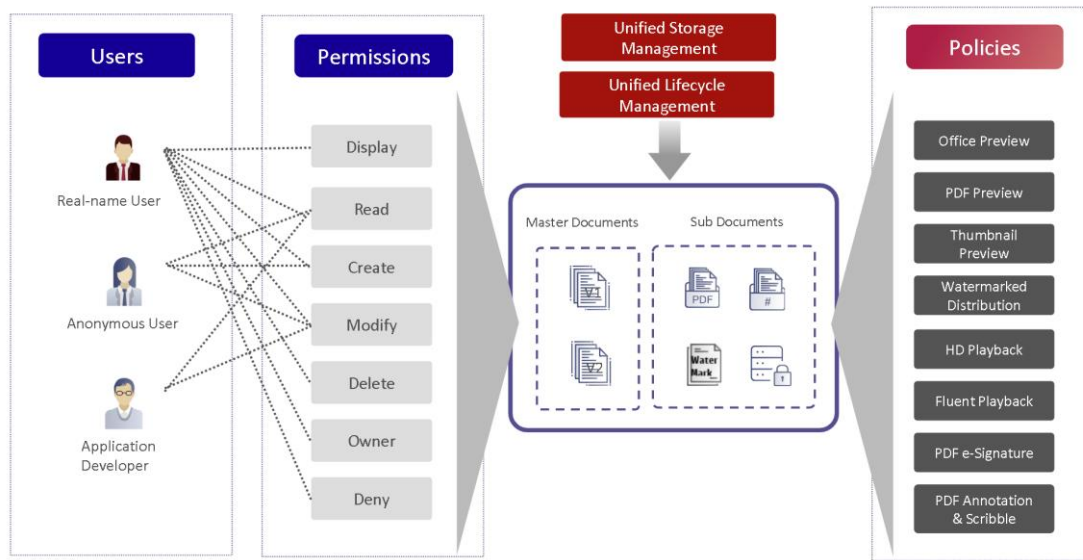 Users
Real-name User
Anonymous User
Application
Developer
Permissions
Display
Read
Create
Modify
Delete
Owner
Deny
Unified Storage
Management
Unified Lifecycle
Management
Master Documents
V1
V2
Sub Documents
PDF
#
Water
Mark
Policies
Office Preview
PDF Preview
Thumbnail
Preview
Watermarked
Distribution
HD Playback
Fluent Playback
PDF e-Signature
PDF Annotation
& Scribble